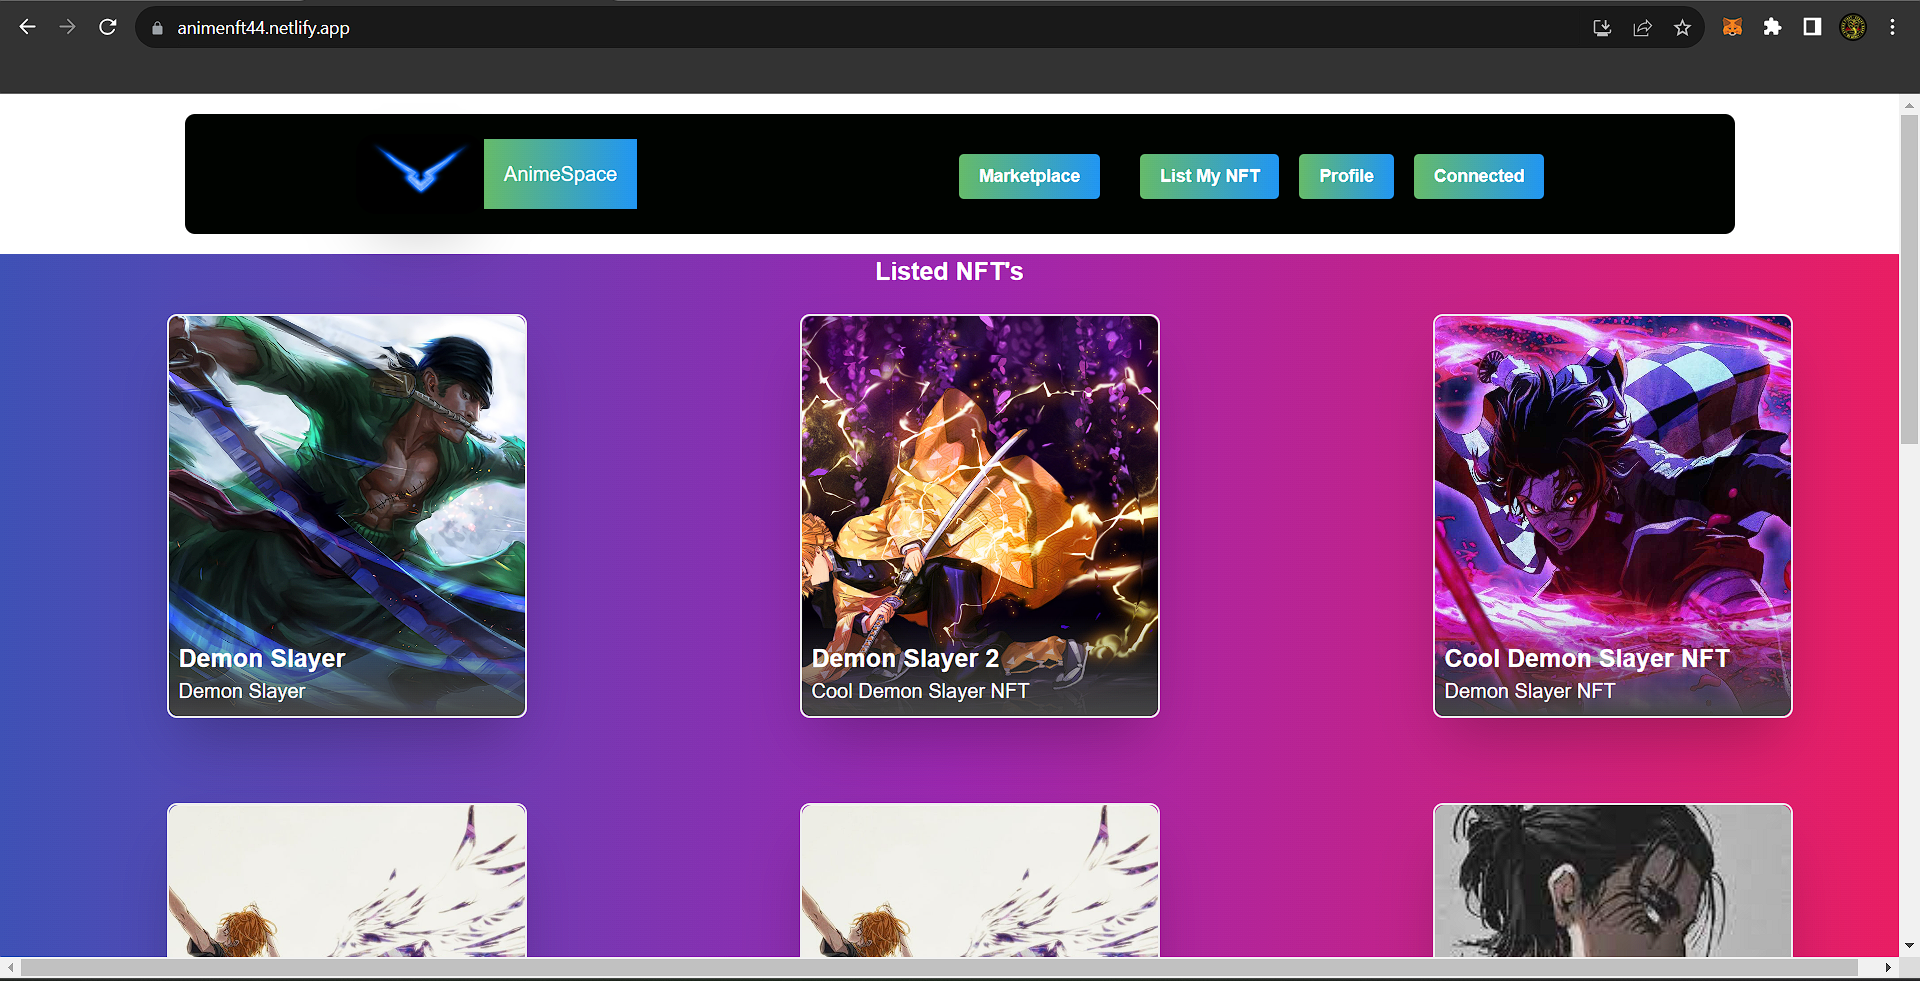 animenft44.netlify.app
AnimeSpace
Marketplace
List My NFT
Profile
Connected
Listed NFT's
Demon Slayer
Demon Slayer
Demon Slayer 2
Cool Demon Slayer NFT
Cool Demon Slayer NFT
Demon Slayer NFT